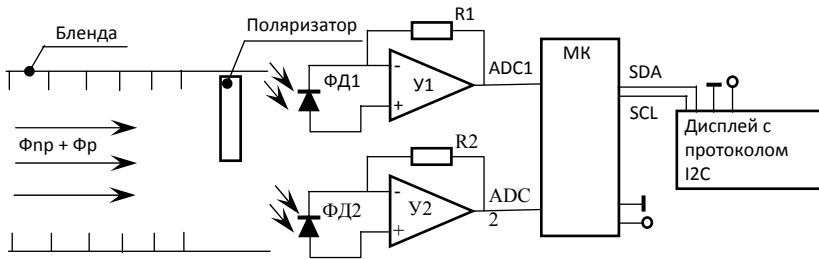 Бленда
Поляризатор
R1
ФД1
У1
ADC1
МК
SDA
SCL
Дисплей с
протоколом
I2C
Фпр + Фр
R2
ФД2
У2
ADC
2
-
+
-
+